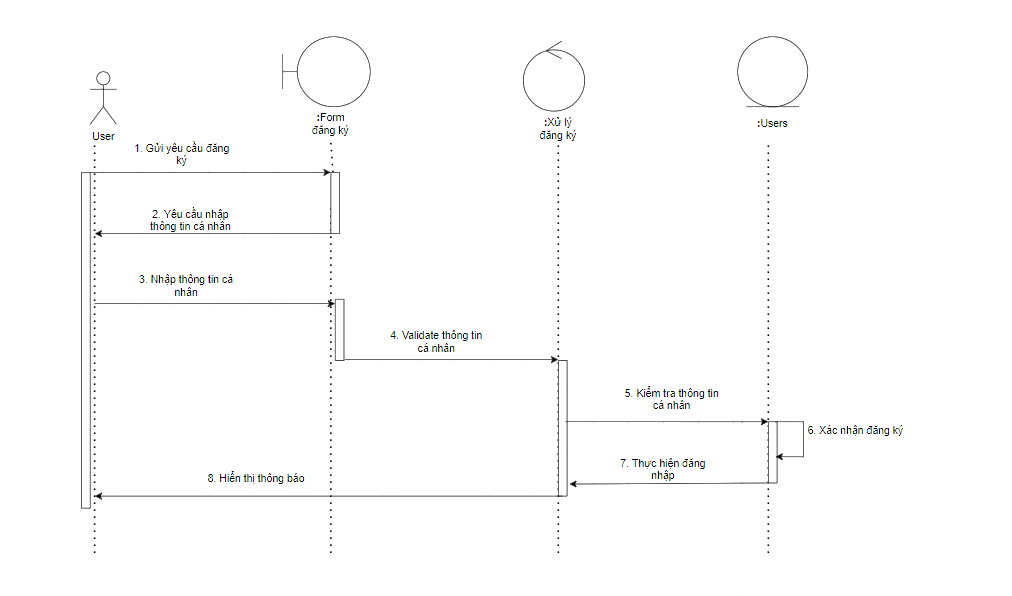 :Form
đăng ký
:Xử lý
đăng ký
:Users
User
1. Gửi yêu cầu đăng
ký
2. Yêu cầu nhập
thông tin cá nhân
3. Nhập thông tin cá
nhân
4. Validate thông tin
cá nhân
5. Kiểm tra thông tin
cá nhân
6. Xác nhận đăng ký
7. Thực hiện đăng
nhập
8. Hiển thị thông báo